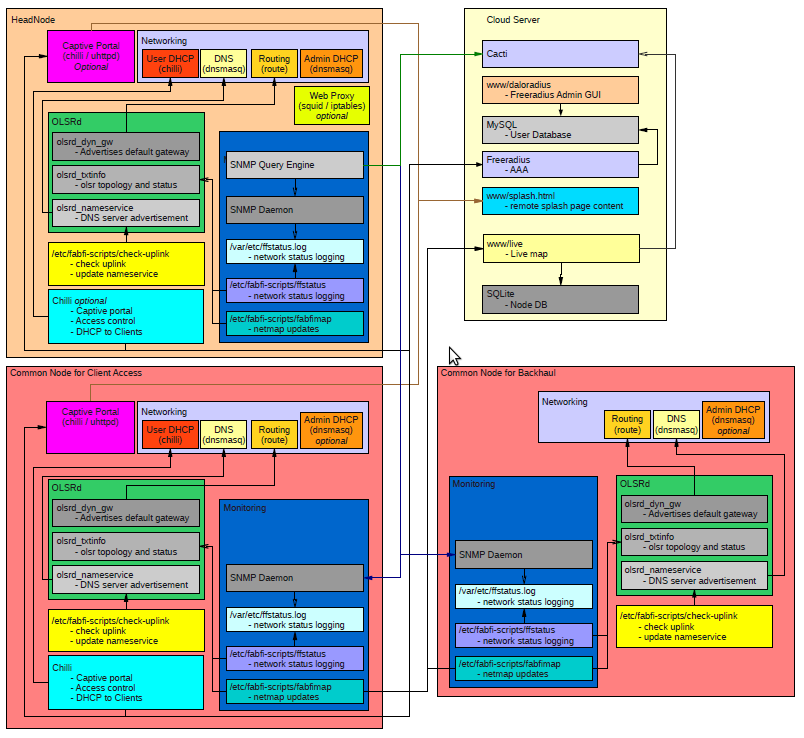 HeadNode
Captive Portal
(chilli / uhttpd)
Optional
Networking
User DHCP
(chilli)
DNS
(dnsmasq)
Routing
(route)
Admin DHCP
(dnsmasq)
Web Proxy
(squid / iptables)
optional
OLSRd
olsrd_dyn_gw
- Advertises default gateway
olsrd_txtinfo
- olsr topology and status
olsrd_nameservice
- DNS server advertisement
/etc/fabfi-scripts/check-uplink
- check uplink
- update nameservice
Chilli optional
- Captive portal
- Access control
- DHCP to Clients
SNMP Query Engine
SNMP Daemon
/var/etc/ffstatus.log
- network status logging
/etc/fabfi-scripts/ffstatus
- network status logging
/etc/fabfi-scripts/fabfimap
- netmap updates
Cloud Server
Cacti
www/daloradius
- Freeradius Admin GUI
MySQL
- User Database
Freeradius
- AAA
www/splash.html
- remote splash page content
www/live
- Live map
SQLite
- Node DB
Common Node for Client Access
Captive Portal
(chilli / uhttpd)
Networking
User DHCP
(chilli)
DNS
(dnsmasq)
Routing
(route)
Admin DHCP
(dnsmasq)
optional
OLSRd
olsrd_dyn_gw
- Advertises default gateway
olsrd_txtinfo
- olsr topology and status
olsrd_nameservice
- DNS server advertisement
/etc/fabfi-scripts/check-uplink
- check uplink
- update nameservice
Chilli
- Captive portal
- Access control
- DHCP to Clients
Monitoring
SNMP Daemon
/var/etc/ffstatus.log
- network status logging
/etc/fabfi-scripts/ffstatus
- network status logging
/etc/fabfi-scripts/fabfimap
- netmap updates
Common Node for Backhaul
Networking
Routing
(route)
DNS
(dnsmasq)
Admin DHCP
(dnsmasq)
optional
Monitoring
SNMP Daemon
/var/etc/ffstatus.log
- network status logging
/etc/fabfi-scripts/ffstatus
- network status logging
/etc/fabfi-scripts/fabfimap
- netmap updates
OLSRd
olsrd_dyn_gw
- Advertises default gateway
olsrd_txtinfo
- olsr topology and status
olsrd_nameservice
- DNS server advertisement
/etc/fabfi-scripts/check-uplink
- check uplink
- update nameservice